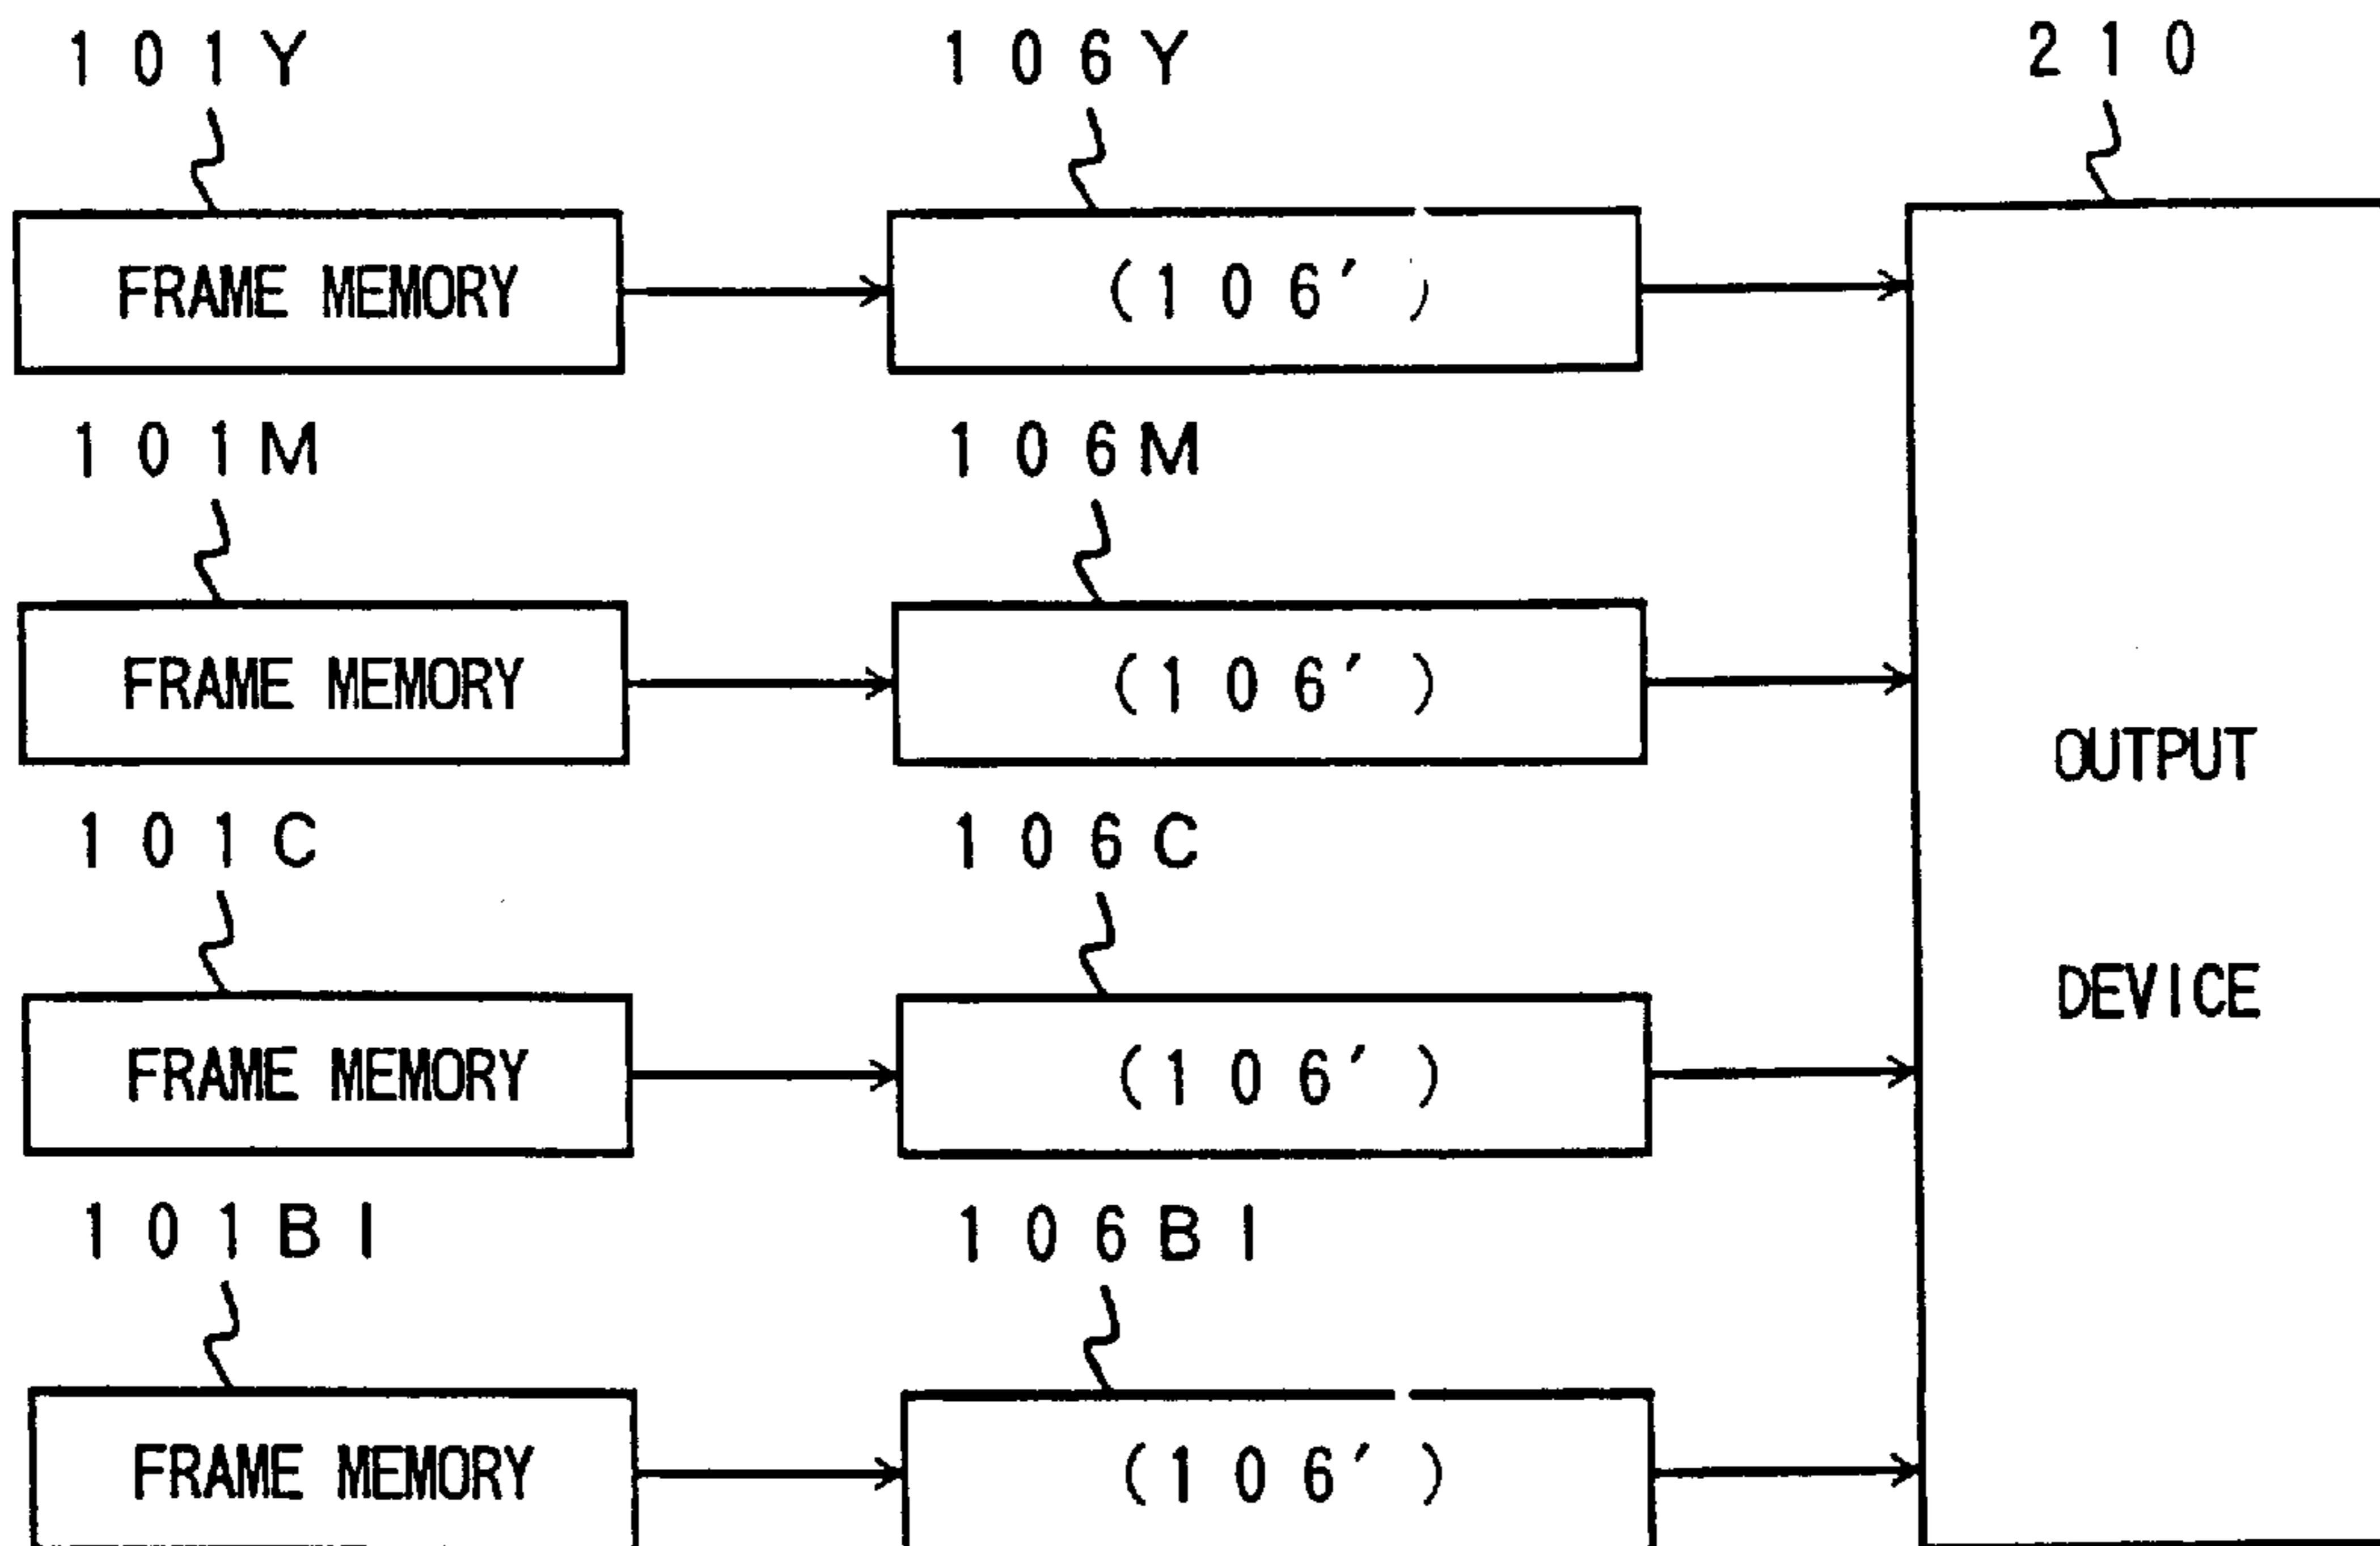 101Y 106Y 210
FRAME MEMORY (106′)
101M 106M
FRAME MEMORY (106′)
OUTPUT
101C 106C
DEVICE
FRAME MEMORY (106′)
101BI 106BI
FRAME MEMORY (106′)